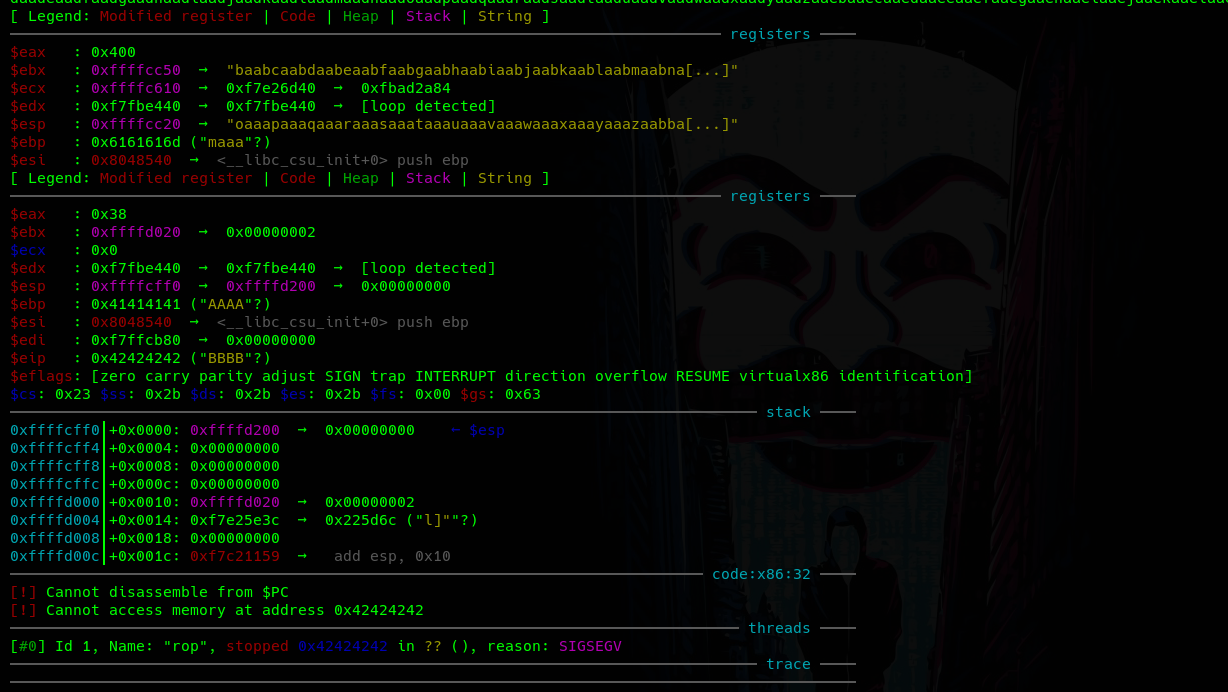 [ Legend: Modified register | Code | Heap | Stack | String ]
registers
$eax   : 0x400
$ebx   : 0xffffcc50  →  "baabcaabdaabeaabfaabgaabhaabiaabjaabkaablaabmaabna[...]"
$ecx   : 0xffffc610  →  0xf7e26d40  →  0xfbad2a84
$edx   : 0xf7fbe440  →  0xf7fbe440  →  [loop detected]
$esp   : 0xffffcc20  →  "oaaapaaaqaaaraaasaaataaauaaavaaawaaaxaaayaaazaabba[...]"
$ebp   : 0x6161616d ("maaa"?)
$esi   : 0x8048540  →  <__libc_csu_init+0> push ebp
[ Legend: Modified register | Code | Heap | Stack | String ]
registers
$eax   : 0x38
$ebx   : 0xffffd020  →  0x00000002
$ecx   : 0x0
$edx   : 0xf7fbe440  →  0xf7fbe440  →  [loop detected]
$esp   : 0xffffcff0  →  0xffffd200  →  0x00000000
$ebp   : 0x41414141 ("AAAA"?)
$esi   : 0x8048540  →  <__libc_csu_init+0> push ebp
$edi   : 0xf7ffcb80  →  0x00000000
$eip   : 0x42424242 ("BBBB"?)
$eflags: [zero carry parity adjust SIGN trap INTERRUPT direction overflow RESUME virtualx86 identification]
$cs: 0x23 $ss: 0x2b $ds: 0x2b $es: 0x2b $fs: 0x00 $gs: 0x63
stack
0xffffcff0│+0x0000: 0xffffd200  →  0x00000000    ← $esp
0xffffcff4│+0x0004: 0x00000000
0xffffcff8│+0x0008: 0x00000000
0xffffcffc│+0x000c: 0x00000000
0xffffd000│+0x0010: 0xffffd020  →  0x00000002
0xffffd004│+0x0014: 0xf7e25e3c  →  0x225d6c ("l]""?)
0xffffd008│+0x0018: 0x00000000
0xffffd00c│+0x001c: 0xf7c21159  →   add esp, 0x10
code:x86:32
[!] Cannot disassemble from $PC
[!] Cannot access memory at address 0x42424242
threads
[#0] Id 1, Name: "rop", stopped 0x42424242 in ?? (), reason: SIGSEGV
trace